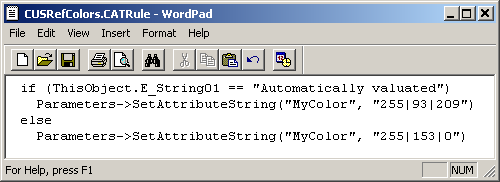 CUSRefColors.CATRule - WordPad
File Edit View Insert Format Help
if (ThisObject.E_String01 == "Automatically valuated")
  Parameters->SetAttributeString("MyColor", "255|93|209")
else
  Parameters->SetAttributeString("MyColor", "255|153|0")
For Help, press F1 NUM